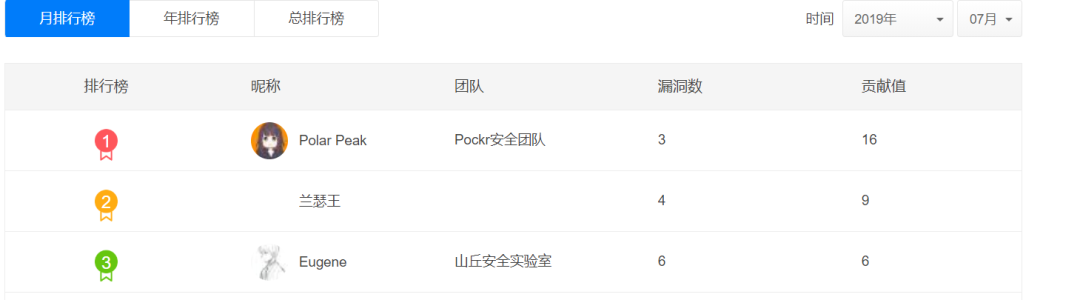 月排行榜 年排行榜 总排行榜 时间 2019年 07月
排行榜 昵称 团队 漏洞数 贡献值
1 Polar Peak Pockr安全团队 3 16
2 兰瑟王 4 9
3 Eugene 山丘安全实验室 6 6